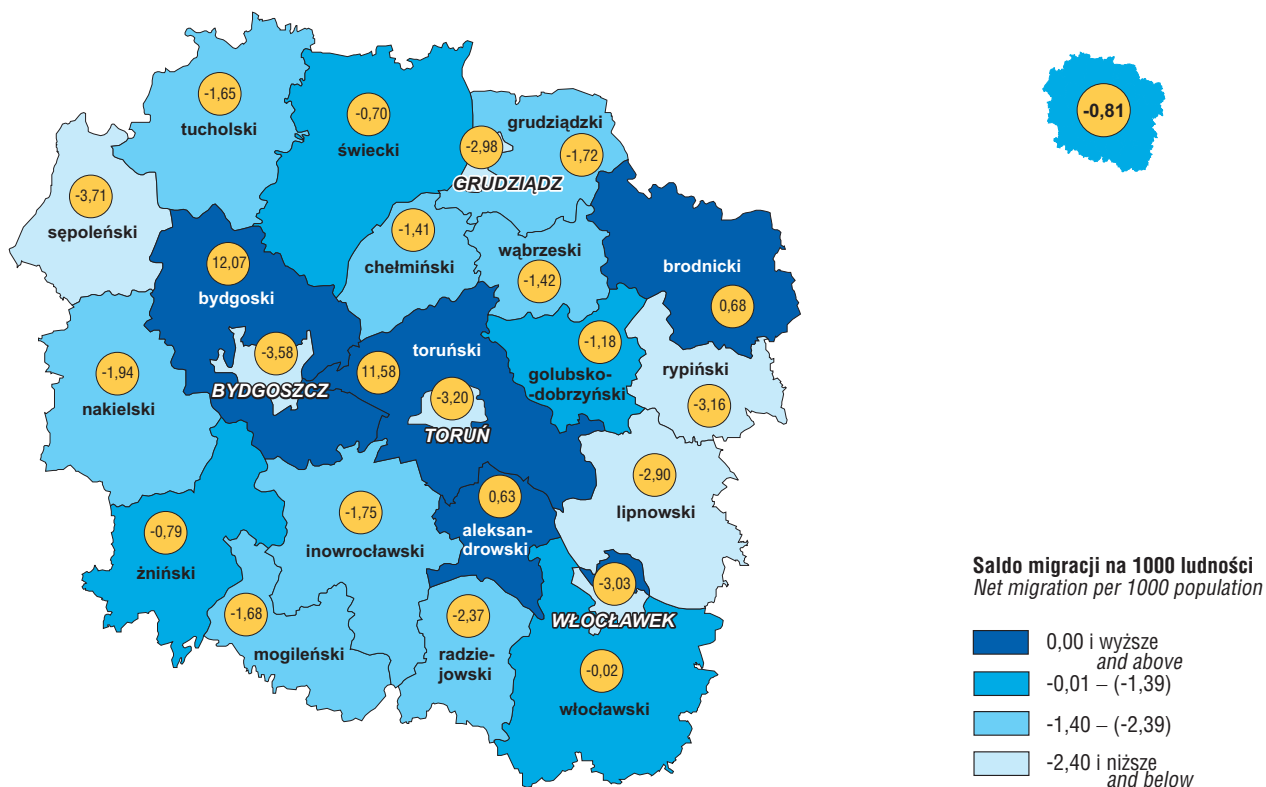 -1,65
tucholski
-0,70
świecki
-2,98
GRUDZIĄDZ
grudziądzki
-1,72
-0,81
-3,71
sępoleński
-1,41
chełmiński
wąbrzeski
-1,42
brodnicki
0,68
12,07
bydgoski
-3,58
BYDGOSZCZ
toruński
11,58
-3,20
TORUŃ
-1,18
golubsko-
-dobrzyński
rypiński
-3,16
-1,94
nakielski
-2,90
lipnowski
0,63
aleksan-
drowski
-1,75
inowrocławski
-0,79
żniński
-3,03
WŁOCŁAWEK
-1,68
mogileński
-2,37
radzie-
jowski
-0,02
włocławski
Saldo migracji na 1000 ludności
Net migration per 1000 population
0,00 i wyższe
and above
-0,01 – (-1,39)
-1,40 – (-2,39)
-2,40 i niższe
and below